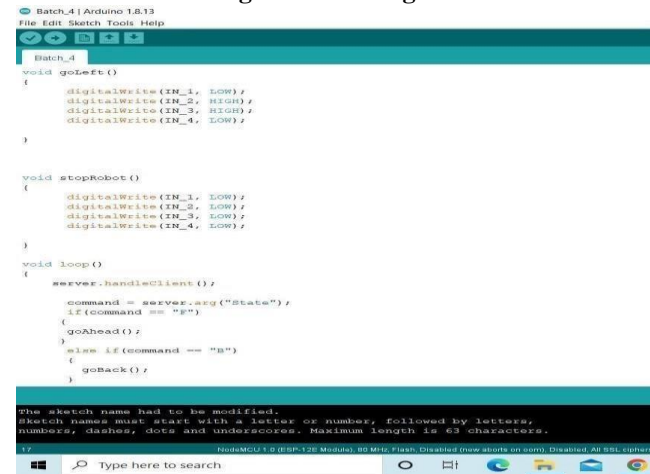 Batch_4 | Arduino 1.8.13
File Edit Sketch Tools Help
Batch_4
void goLeft()
{
digitalWrite(IN_1, LOW);
digitalWrite(IN_2, HIGH);
digitalWrite(IN_3, HIGH);
digitalWrite(IN_4, LOW);
}
void stopRobot()
{
digitalWrite(IN_1, LOW);
digitalWrite(IN_2, LOW);
digitalWrite(IN_3, LOW);
digitalWrite(IN_4, LOW);
}
void loop()
{
server.handleClient();
command = server.arg("State");
if(command == "F")
{
goAhead();
}
else if(command == "B")
{
goBack();
}
The sketch name had to be modified.
Sketch names must start with a letter or number, followed by letters,
numbers, dashes, dots and underscores. Maximum length is 63 characters.
17
NodeMCU 1.0 (ESP-12E Module), 80 MHz, Flash, Disabled (new aborts on oom), Disabled, All SSL cipher
Type here to search